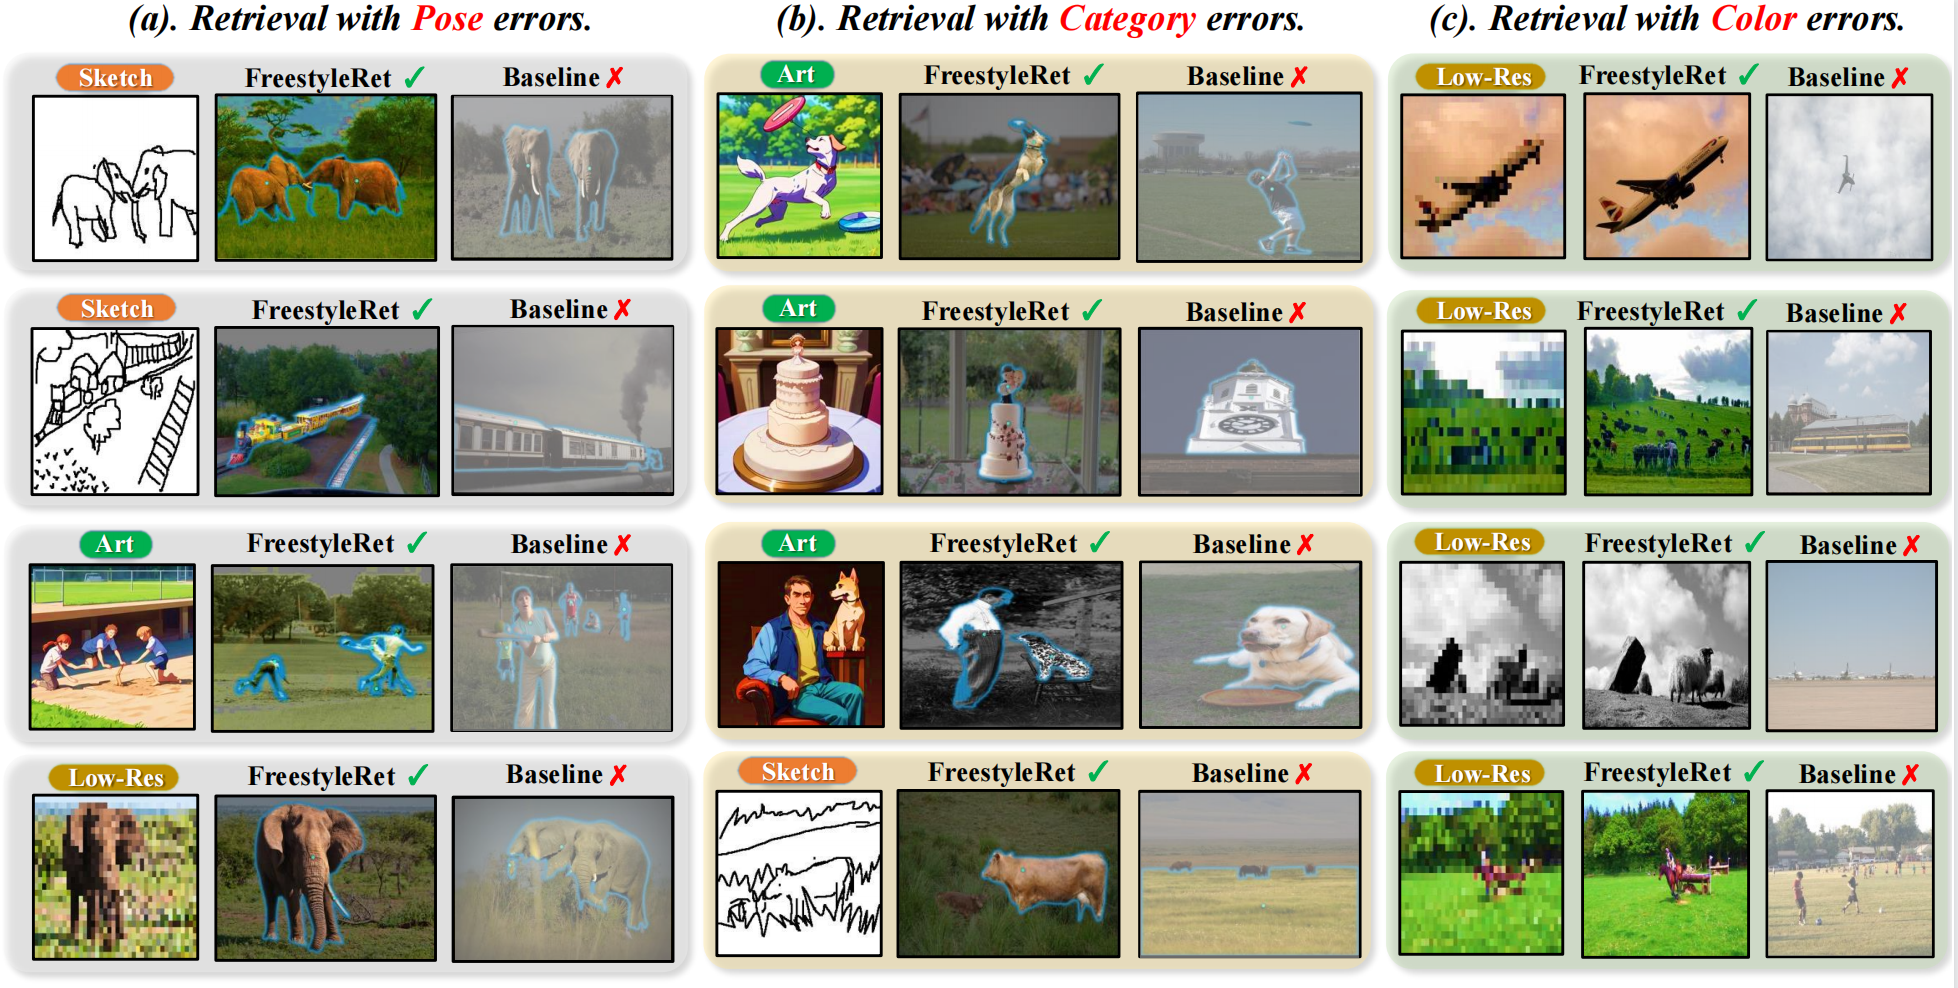 (a). Retrieval with Pose errors.
Sketch FreestyleRet ✓ Baseline ✗
Sketch FreestyleRet ✓ Baseline ✗
Art FreestyleRet ✓ Baseline ✗
Low-Res FreestyleRet ✓ Baseline ✗
(b). Retrieval with Category errors.
Art FreestyleRet ✓ Baseline ✗
Art FreestyleRet ✓ Baseline ✗
Art FreestyleRet ✓ Baseline ✗
Sketch FreestyleRet ✓ Baseline ✗
(c). Retrieval with Color errors.
Low-Res FreestyleRet ✓ Baseline ✗
Low-Res FreestyleRet ✓ Baseline ✗
Low-Res FreestyleRet ✓ Baseline ✗
Low-Res FreestyleRet ✓ Baseline ✗